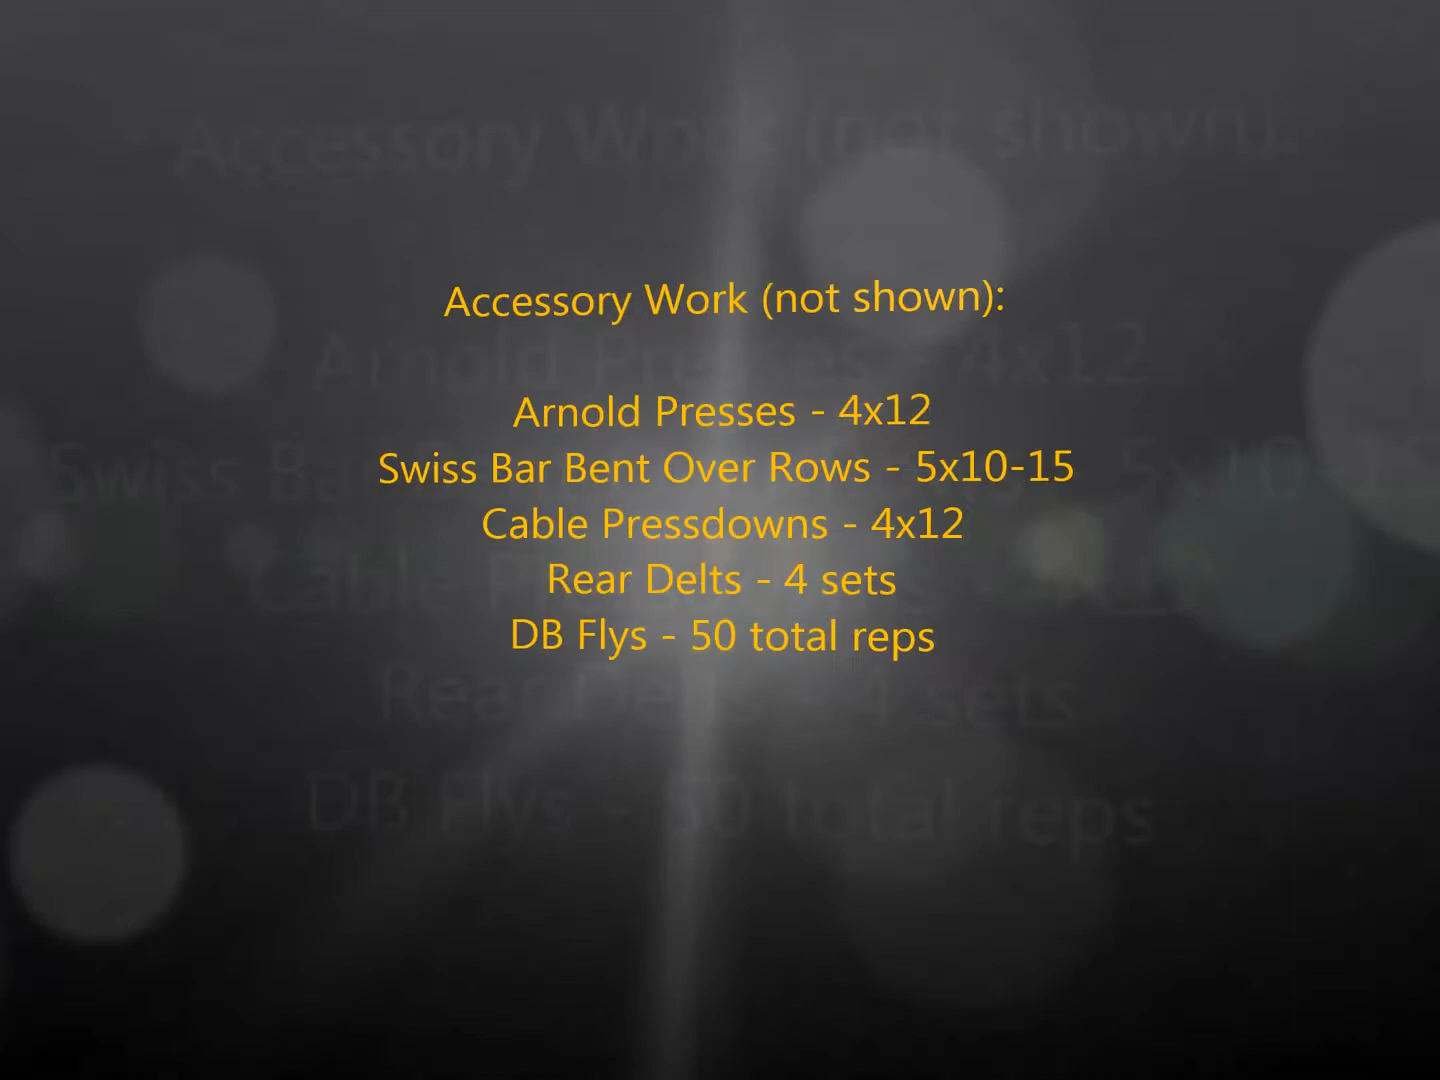 Accessory Work (not shown):
Arnold Presses - 4x12
Swiss Bar Bent Over Rows - 5x10-15
Cable Pressdowns - 4x12
Rear Delts - 4 sets
DB Flys - 50 total reps